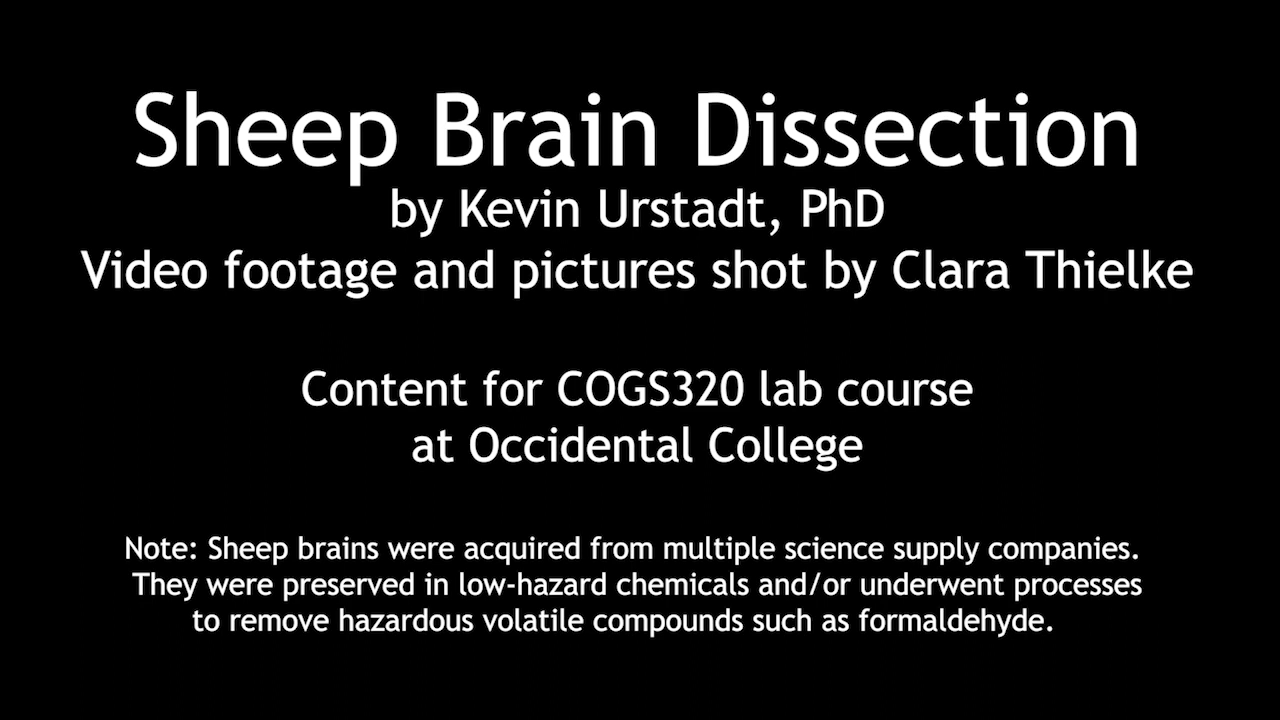 Sheep Brain Dissection
by Kevin Urstadt, PhD
Video footage and pictures shot by Clara Thielke
Content for COGS320 lab course
at Occidental College
Note: Sheep brains were acquired from multiple science supply companies.
They were preserved in low-hazard chemicals and/or underwent processes
to remove hazardous volatile compounds such as formaldehyde.